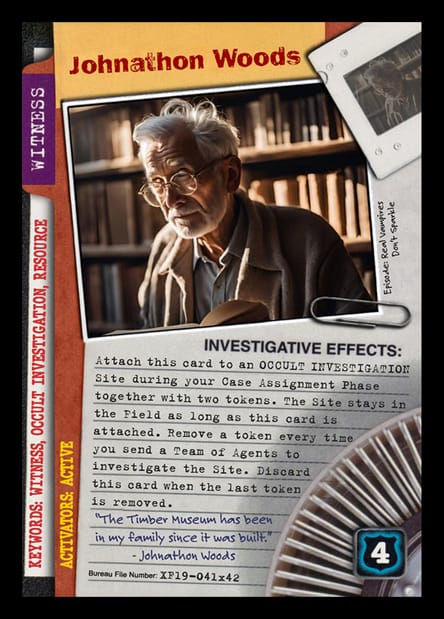 Johnathon Woods
WITNESS
KEYWORDS: WITNESS, OCCULT INVESTIGATION, RESOURCE
ACTIVATORS: ACTIVE
Episode: Real Vampires
Don't Sparkle
INVESTIGATIVE EFFECTS:
Attach this card to an OCCULT INVESTIGATION
Site during your Case Assignment Phase
together with two tokens. The Site stays in
the Field as long as this card is
attached. Remove a token every time
you send a Team of Agents to
investigate the Site. Discard
this card when the last token
is removed.
"The Timber Museum has been
in my family since it was built."
- Johnathon Woods
Bureau File Number: XF19-041x42
4